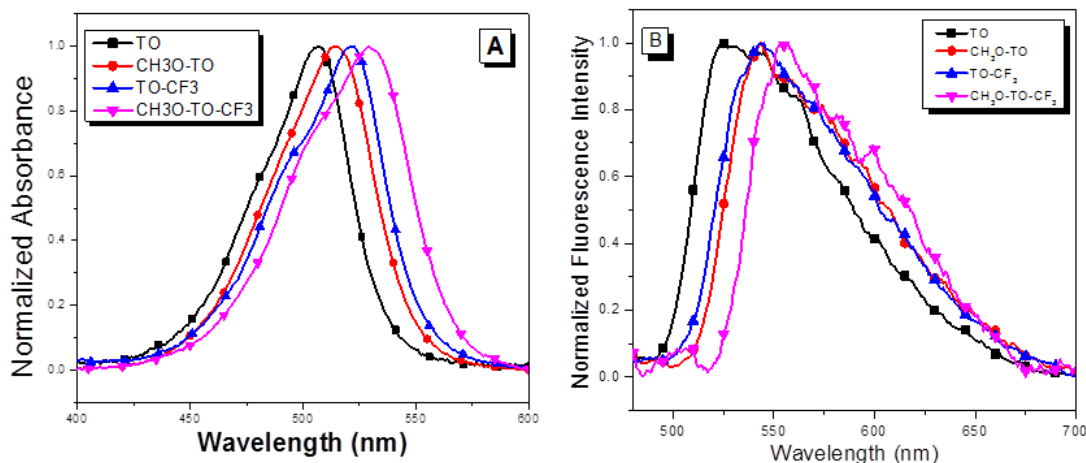 A
TO
CH3O-TO
TO-CF3
CH3O-TO-CF3
Normalized Absorbance
1.0
0.8
0.6
0.4
0.2
0.0
400 450 500 550 600
Wavelength (nm)
B
TO
CH₃O-TO
TO-CF₃
CH₃O-TO-CF₃
Normalized Fluorescence Intensity
1.0
0.8
0.6
0.4
0.2
0.0
500 550 600 650 700
Wavelength (nm)